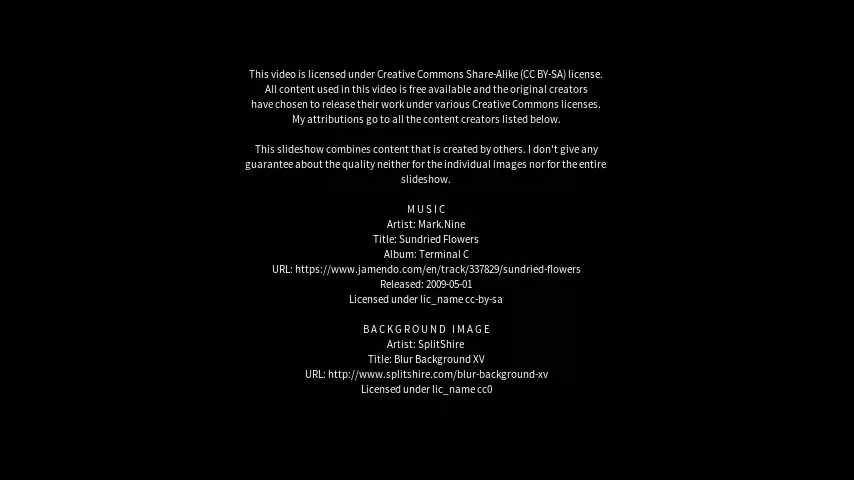 This video is licensed under Creative Commons Share-Alike (CC BY-SA) license.
All content used in this video is free available and the original creators
have chosen to release their work under various Creative Commons licenses.
My attributions go to all the content creators listed below.
This slideshow combines content that is created by others. I don't give any
guarantee about the quality neither for the individual images nor for the entire
slideshow.
MUSIC
Artist: Mark.Nine
Title: Sundried Flowers
Album: Terminal C
URL: https://www.jamendo.com/en/track/337829/sundried-flowers
Released: 2009-05-01
Licensed under lic_name cc-by-sa
BACKGROUND IMAGE
Artist: SplitShire
Title: Blur Background XV
URL: http://www.splitshire.com/blur-background-xv
Licensed under lic_name cc0